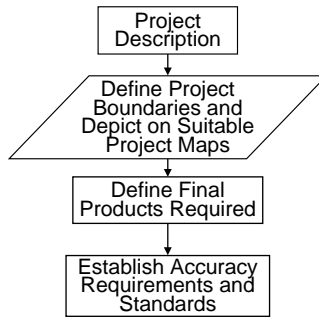 Project
Description
Define Project
Boundaries and
Depict on Suitable
Project Maps
Define Final
Products Required
Establish Accuracy
Requirements and
Standards